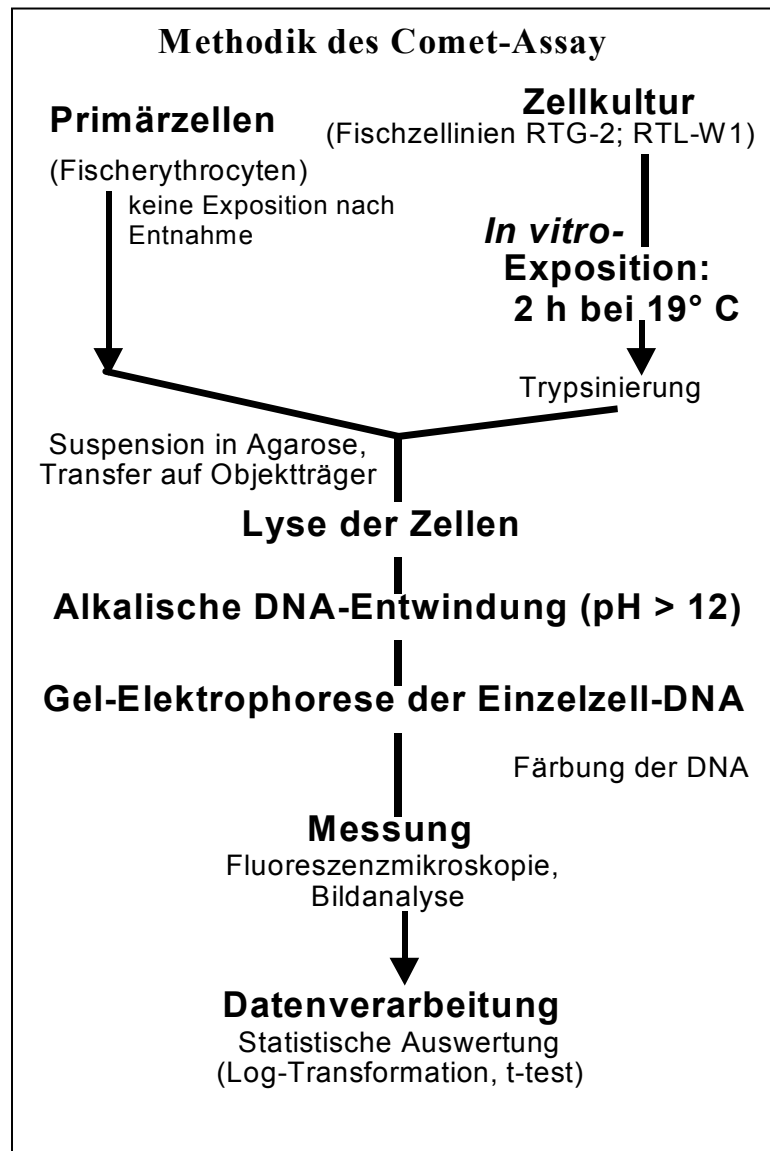 Methodik des Comet-Assay
Primärzellen
(Fischerythrocyten)
keine Exposition nach
Entnahme
Zellkultur
(Fischzellinien RTG-2; RTL-W1)
In vitro-
Exposition:
2 h bei 19° C
Trypsinierung
Suspension in Agarose,
Transfer auf Objektträger
Lyse der Zellen
Alkalische DNA-Entwindung (pH > 12)
Gel-Elektrophorese der Einzelzell-DNA
Färbung der DNA
Messung
Fluoreszenzmikroskopie,
Bildanalyse
Datenverarbeitung
Statistische Auswertung
(Log-Transformation, t-test)